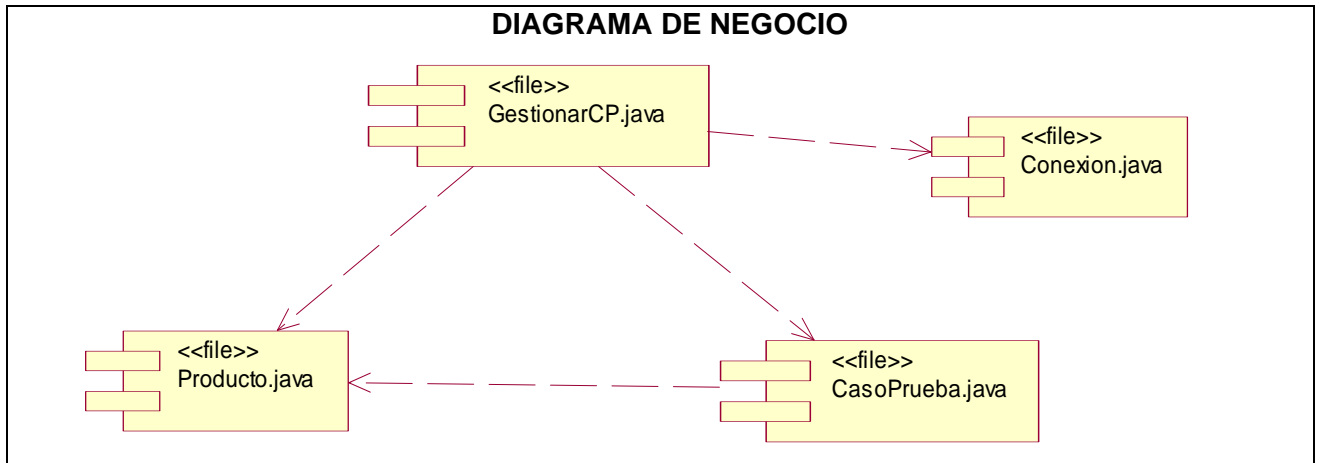 DIAGRAMA DE NEGOCIO
<<file>>
GestionarCP.java
<<file>>
Conexion.java
<<file>>
Producto.java
<<file>>
CasoPrueba.java